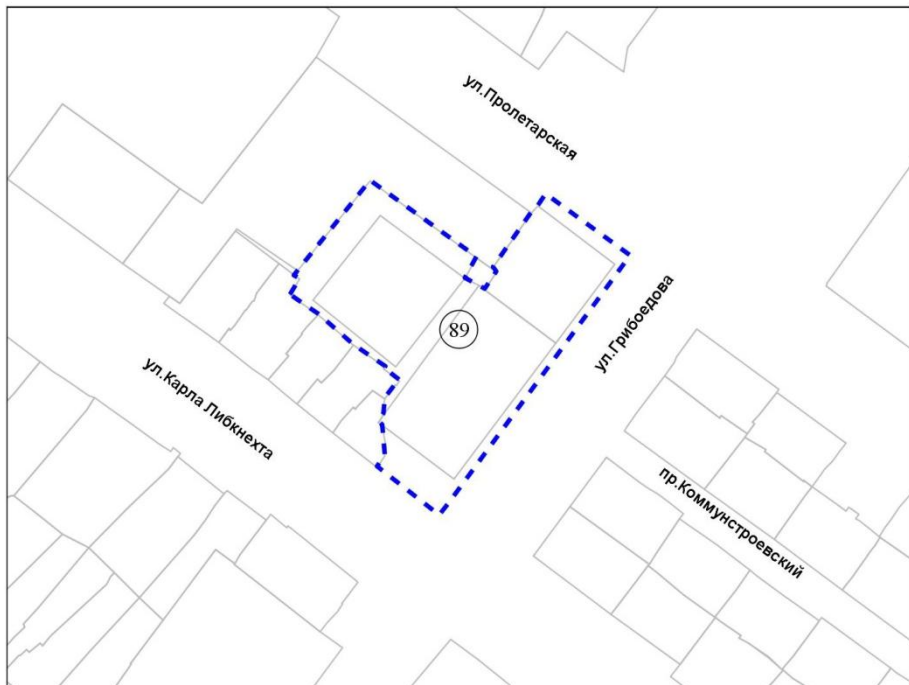 ул.Пролетарская
ул.Грибоедова
89
ул.Карла Либкнехта
пр.Коммунстроевский